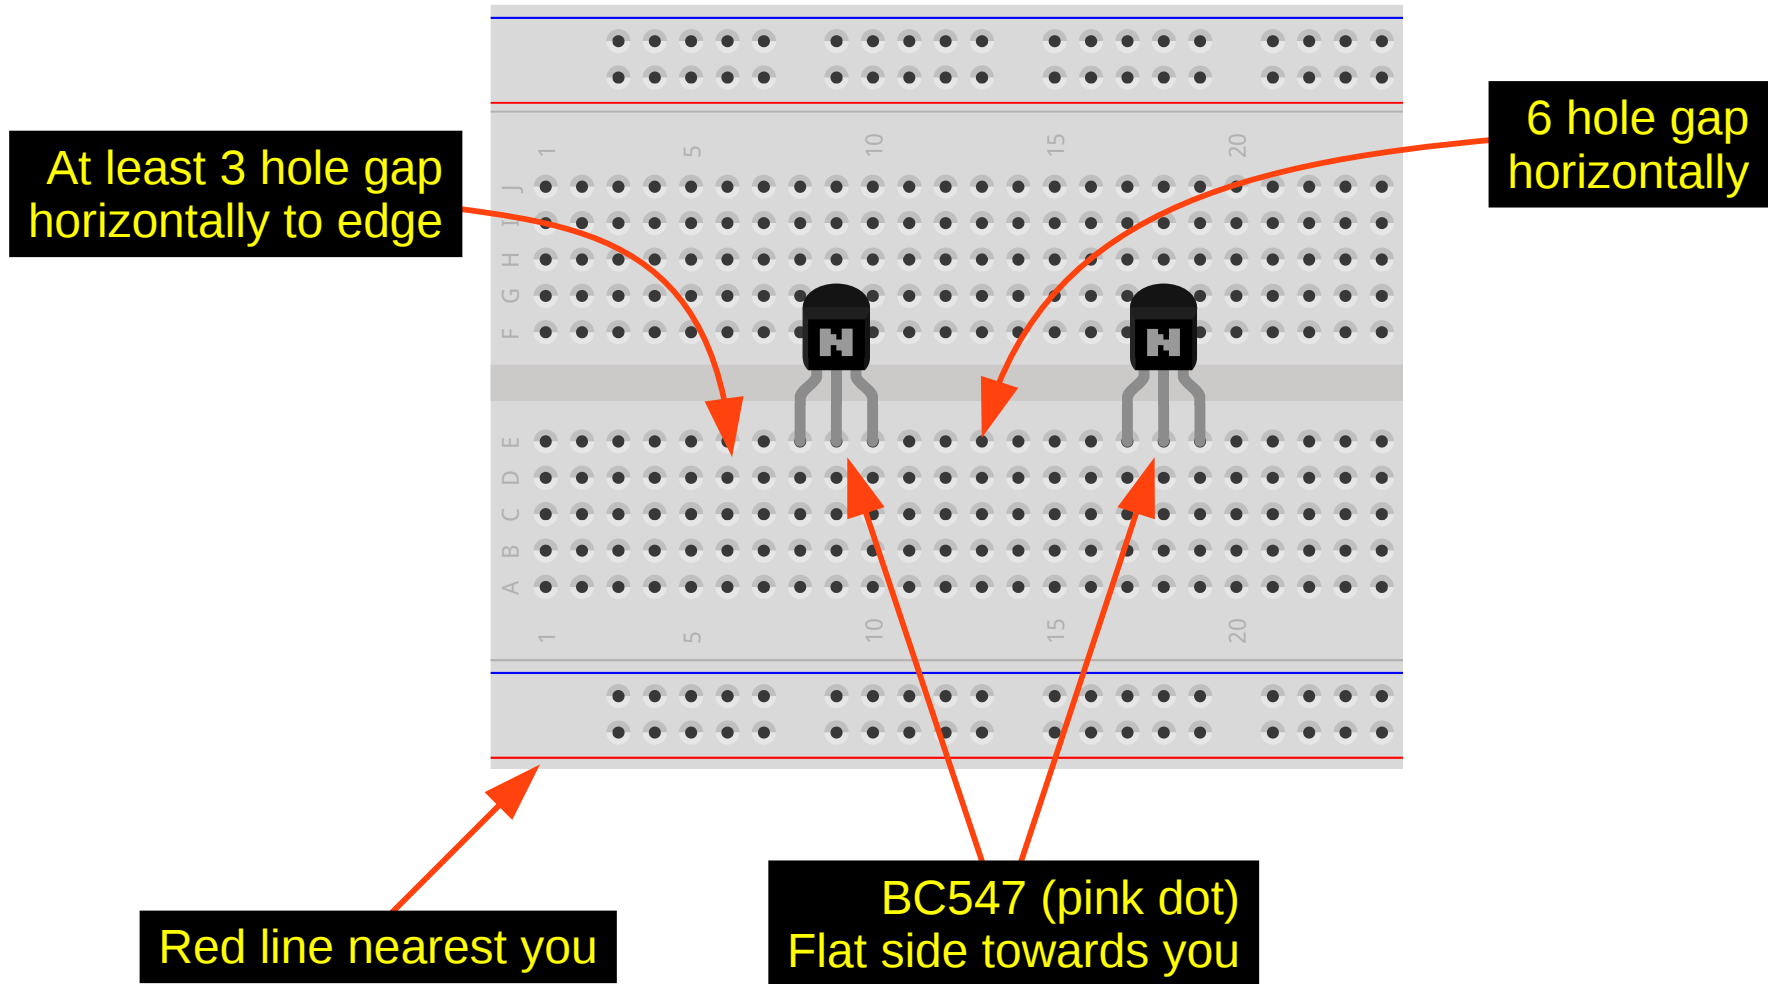 At least 3 hole gap
horizontally to edge
6 hole gap
horizontally
1 5 10 15 20
J
I
H
G
F
N N
E
D
C
B
A
1 5 10 15 20
Red line nearest you
BC547 (pink dot)
Flat side towards you